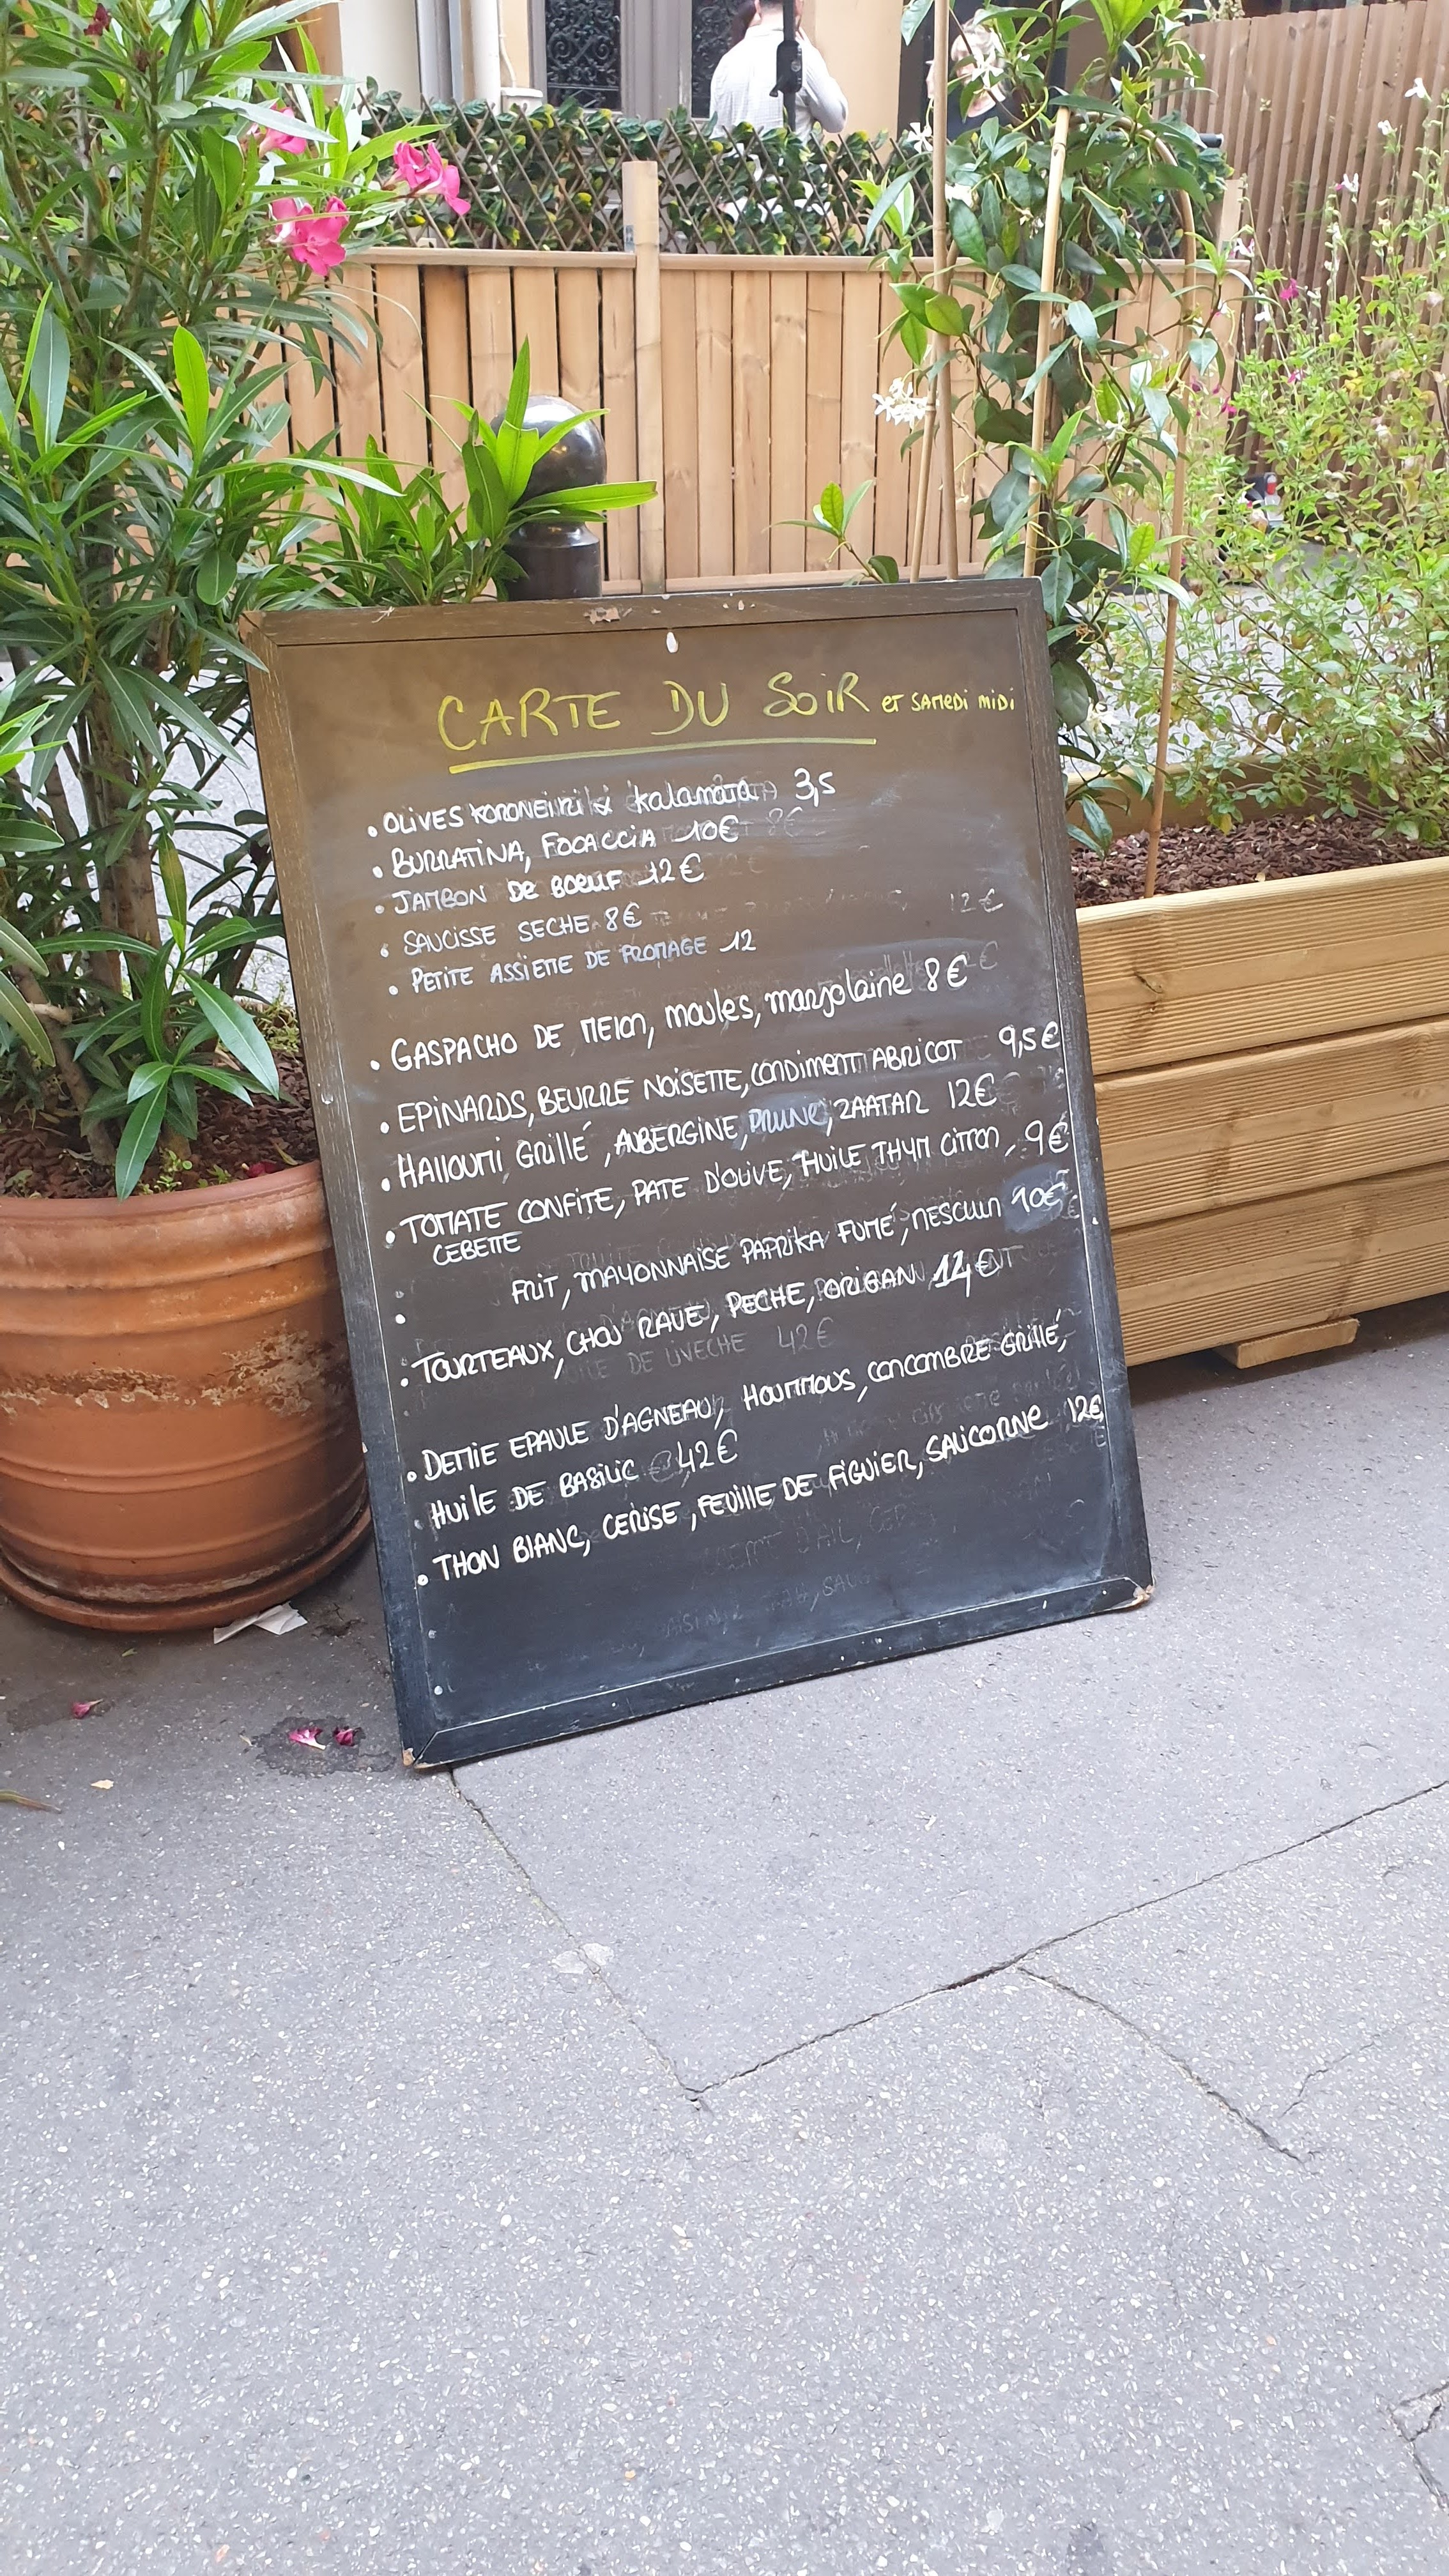 CARTE DU SOIR ET SAMEDI MIDI
• OLIVES KORONEIKI & Kalamata 3,5
• BURRATINA, FOCACCIA 10€
• JAMBON DE BOEUF 12€
• SAUCISSE SECHE 8€
• PETITE ASSIETTE DE FROMAGE 12
• GASPACHO DE MELON, moules, marjolaine 8€
• EPINARDS, BEURRE NOISETTE, CONDIMENT ABRICOT 9,5€
• HALLOUMI GRILLÉ, AUBERGINE, PRUNE, ZAATAR 12€
• TOMATE CONFITE, PATE D'OLIVE, HUILE THYM CITRON, 9€
CEBETTE
• FRIT, MAYONNAISE PAPRIKA FUMÉ, MESCLUN 10€
• TOURTEAUX, CHOU RAVE, PECHE, ORIGAN 14€
• DEMIE EPAULE D'AGNEAU, HOUMMOUS, CONCOMBRE GRILLÉ,
HUILE DE BASILIC 42€
• THON BLANC, CERISE, FEUILLE DE FIGUIER, SALICORNE 12€